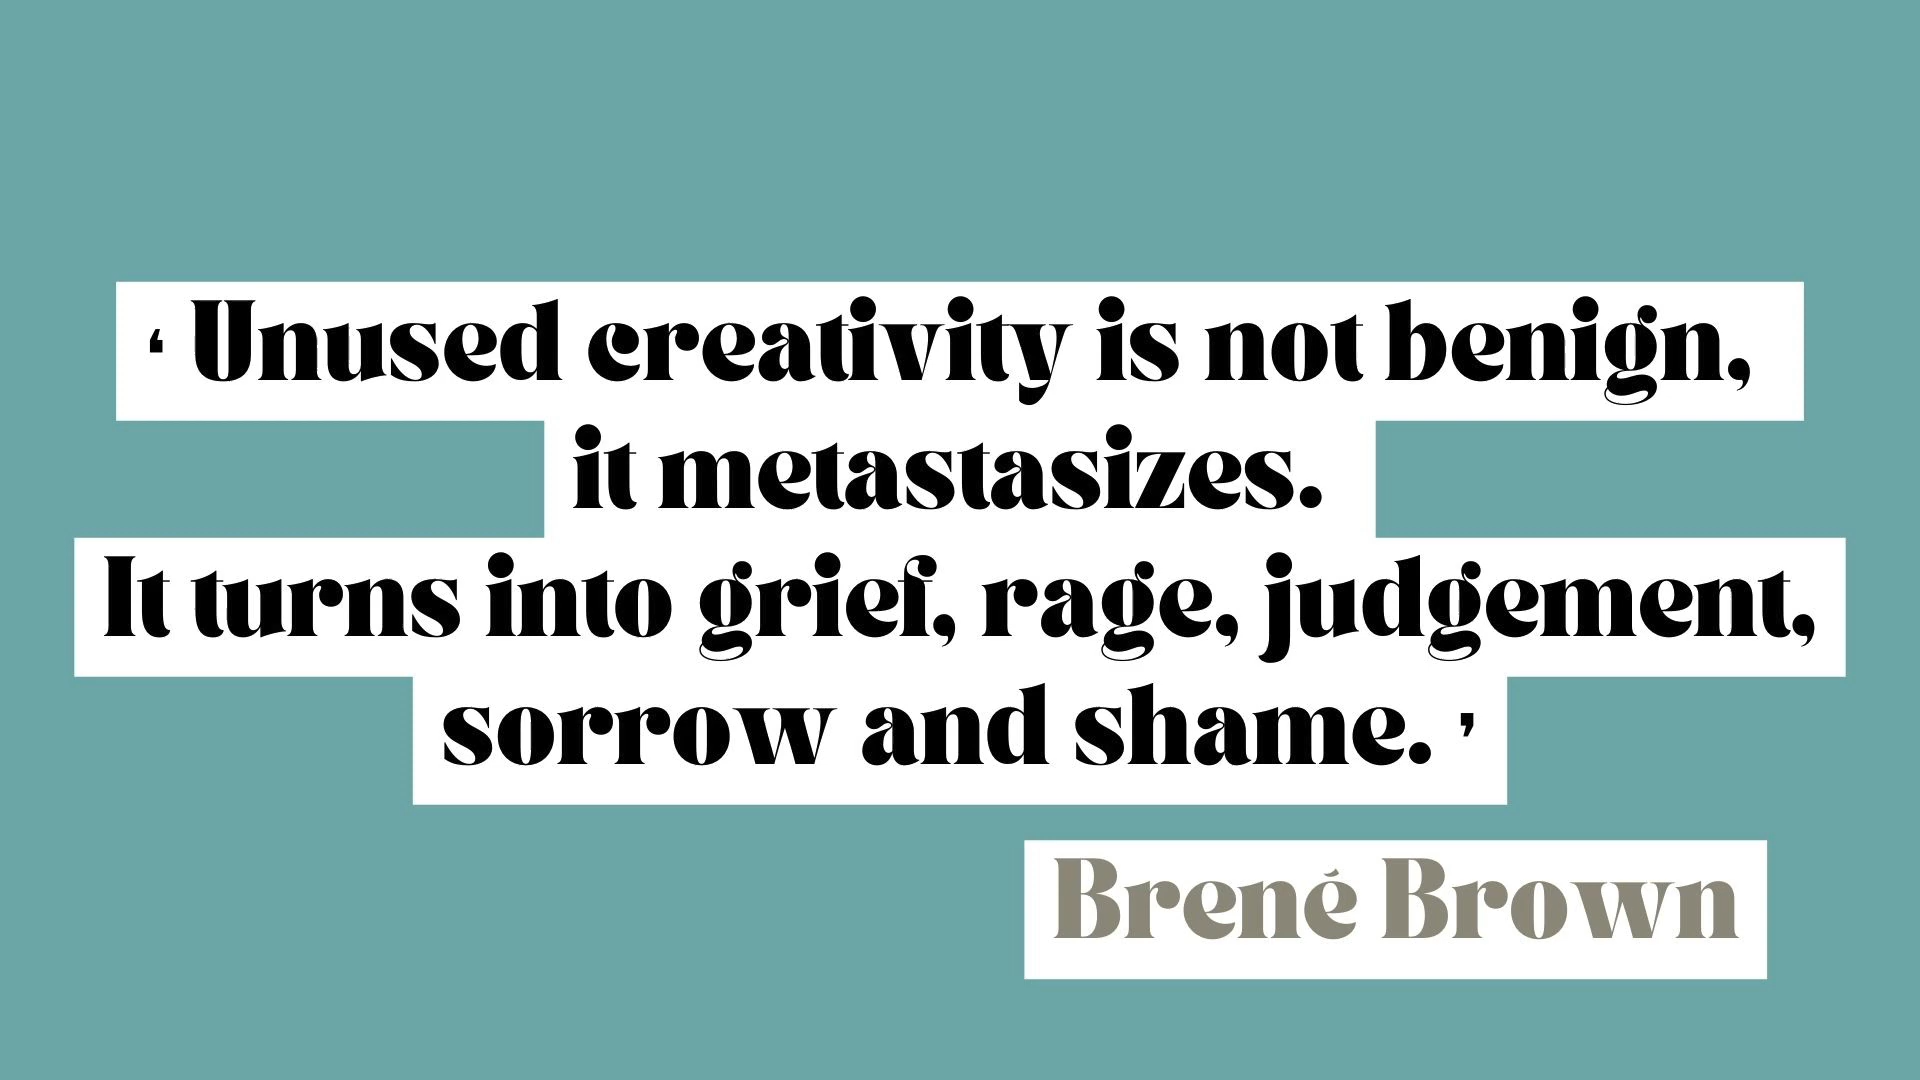 ‘ Unused creativity is not benign,
it metastasizes.
It turns into grief, rage, judgement,
sorrow and shame. ’
Brené Brown